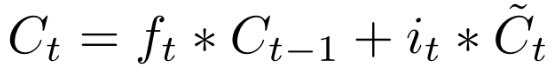 $C_t = f_t * C_{t-1} + i_t * \tilde{C}_t$